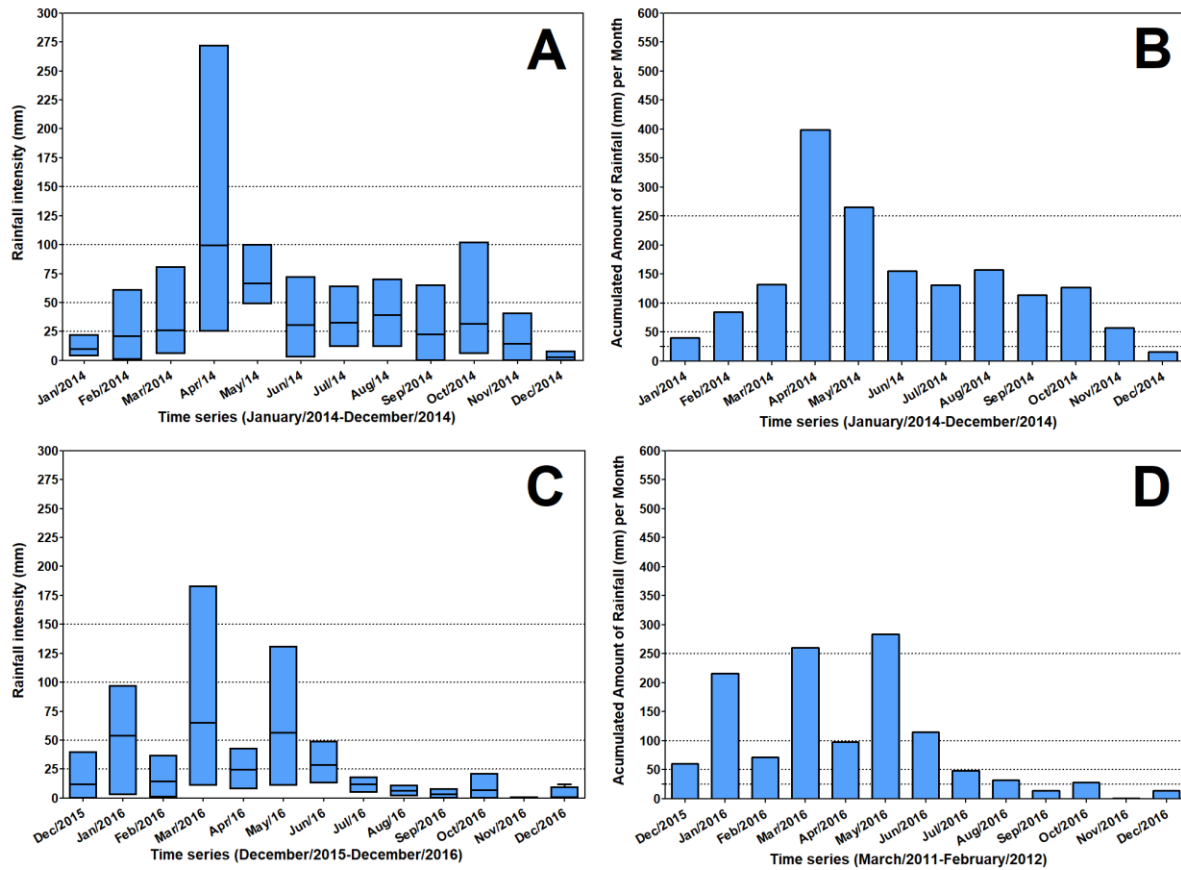 A
Rainfall intensity (mm)
300
275
250
225
200
175
150
125
100
75
50
25
0
Jan/2014
Feb/2014
Mar/2014
Apr/14
May/14
Jun/14
Jul/14
Aug/14
Sep/2014
Oct/2014
Nov/2014
Dec/2014
Time series (January/2014-December/2014)
B
Acumulated Amount of Rainfall (mm) per Month
600
550
500
450
400
350
300
250
200
150
100
50
0
Jan/2014
Feb/2014
Mar/2014
Apr/2014
May/2014
Jun/14
Jul/2014
Aug/2014
Sep/2014
Oct/2014
Nov/2014
Dec/2014
Time series (January/2014-December/2014)
C
Rainfall intensity (mm)
300
275
250
225
200
175
150
125
100
75
50
25
0
Dec/2015
Jan/2016
Feb/2016
Mar/2016
Apr/16
May/16
Jun/16
Jul/16
Aug/16
Sep/2016
Oct/2016
Nov/2016
Dec/2016
Time series (December/2015-December/2016)
D
Acumulated Amount of Rainfall (mm) per Month
600
550
500
450
400
350
300
250
200
150
100
50
0
Dec/2015
Jan/2016
Feb/2016
Mar/2016
Apr/2016
May/2016
Jun/2016
Jul/2016
Aug/2016
Sep/2016
Oct/2016
Nov/2016
Dec/2016
Time series (March/2011-February/2012)